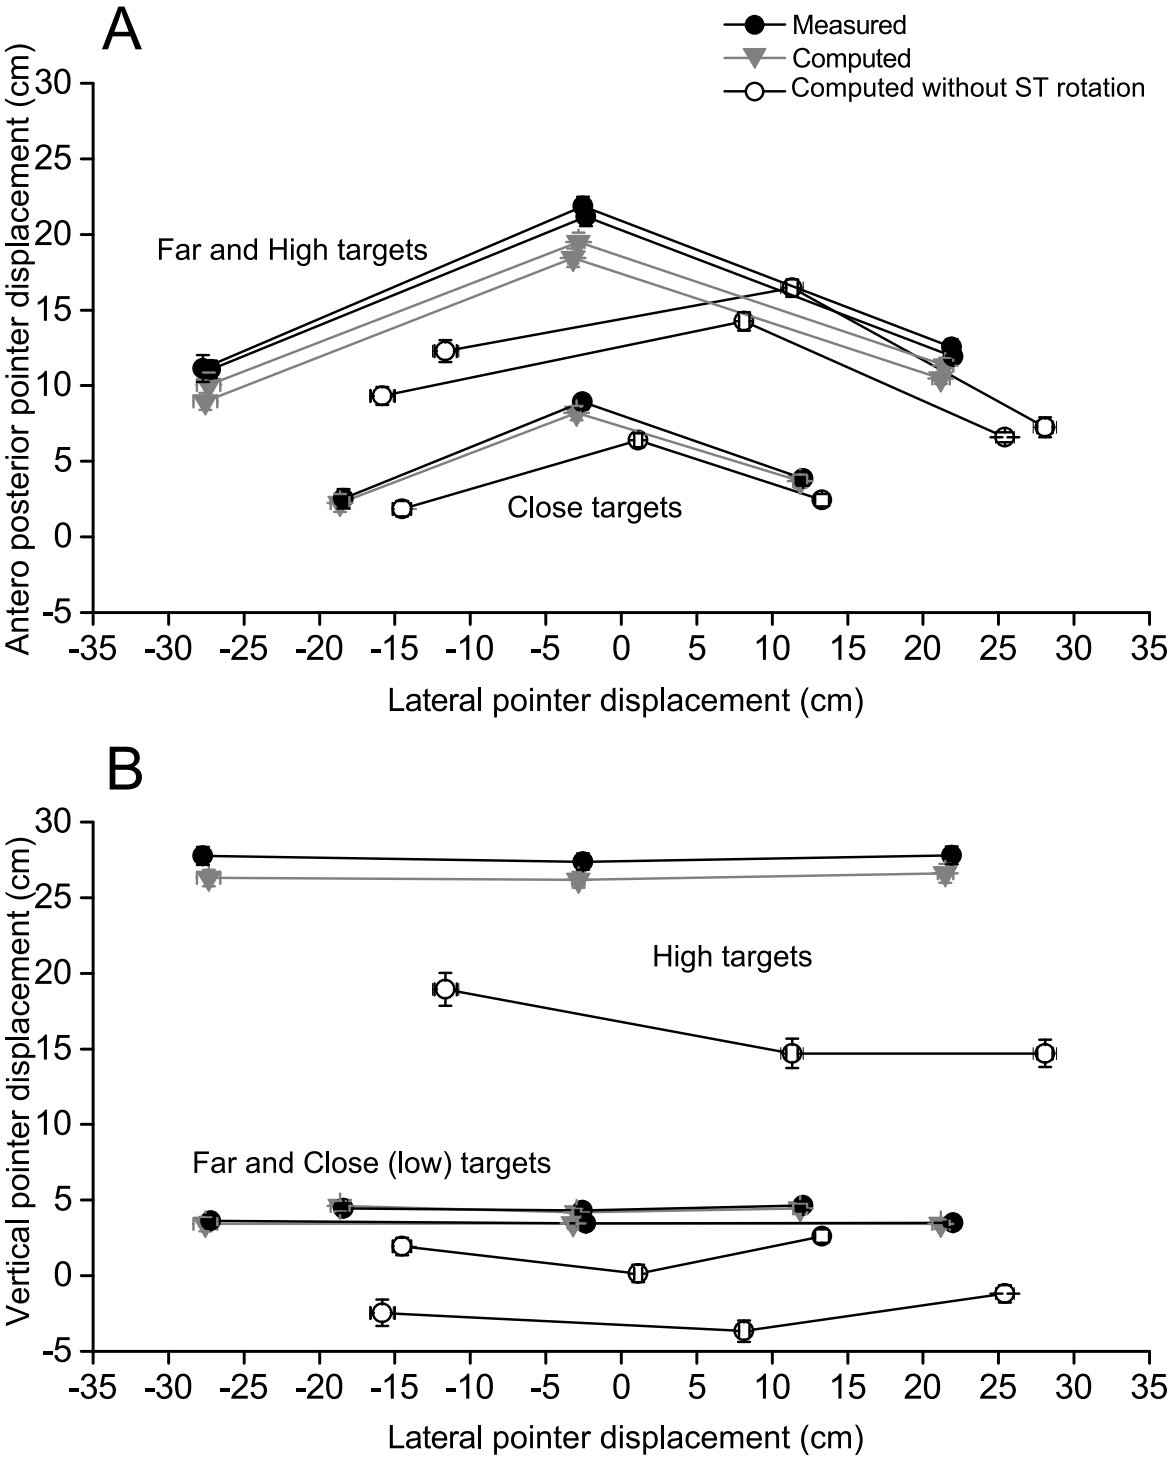 A
Measured
Computed
Computed without ST rotation
Antero posterior pointer displacement (cm)
30
25
20
15
10
5
0
-5
Far and High targets
Close targets
-35 -30 -25 -20 -15 -10 -5 0 5 10 15 20 25 30 35
Lateral pointer displacement (cm)
B
Vertical pointer displacement (cm)
30
25
20
15
10
5
0
-5
High targets
Far and Close (low) targets
-35 -30 -25 -20 -15 -10 -5 0 5 10 15 20 25 30 35
Lateral pointer displacement (cm)